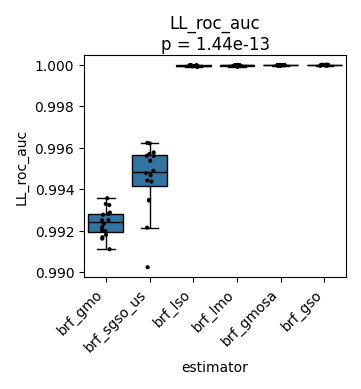 LL_roc_auc
p = 1.44e-13
LL_roc_auc
1.000
0.998
0.996
0.994
0.992
0.990
brf_gmo
brf_sgso_us
brf_lso
brf_lmo
brf_gmosa
brf_gso
estimator